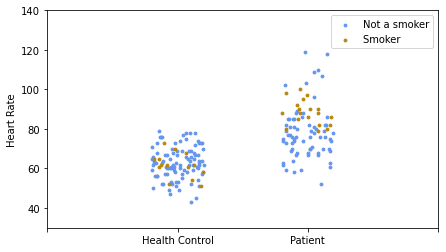 140
Not a smoker
Smoker
120
100
80
60
40
Heart Rate
Health Control
Patient